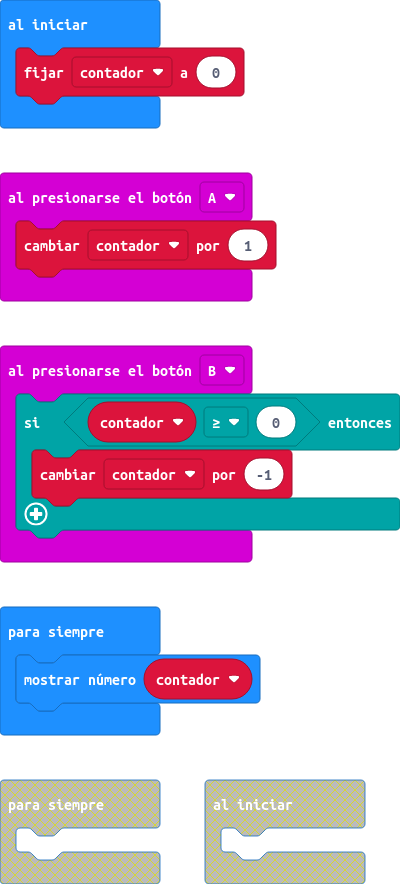 al iniciar
fijar contador a 0
al presionarse el botón A
cambiar contador por 1
al presionarse el botón B
si contador ≥ 0 entonces
cambiar contador por -1
para siempre
mostrar número contador
para siempre al iniciar